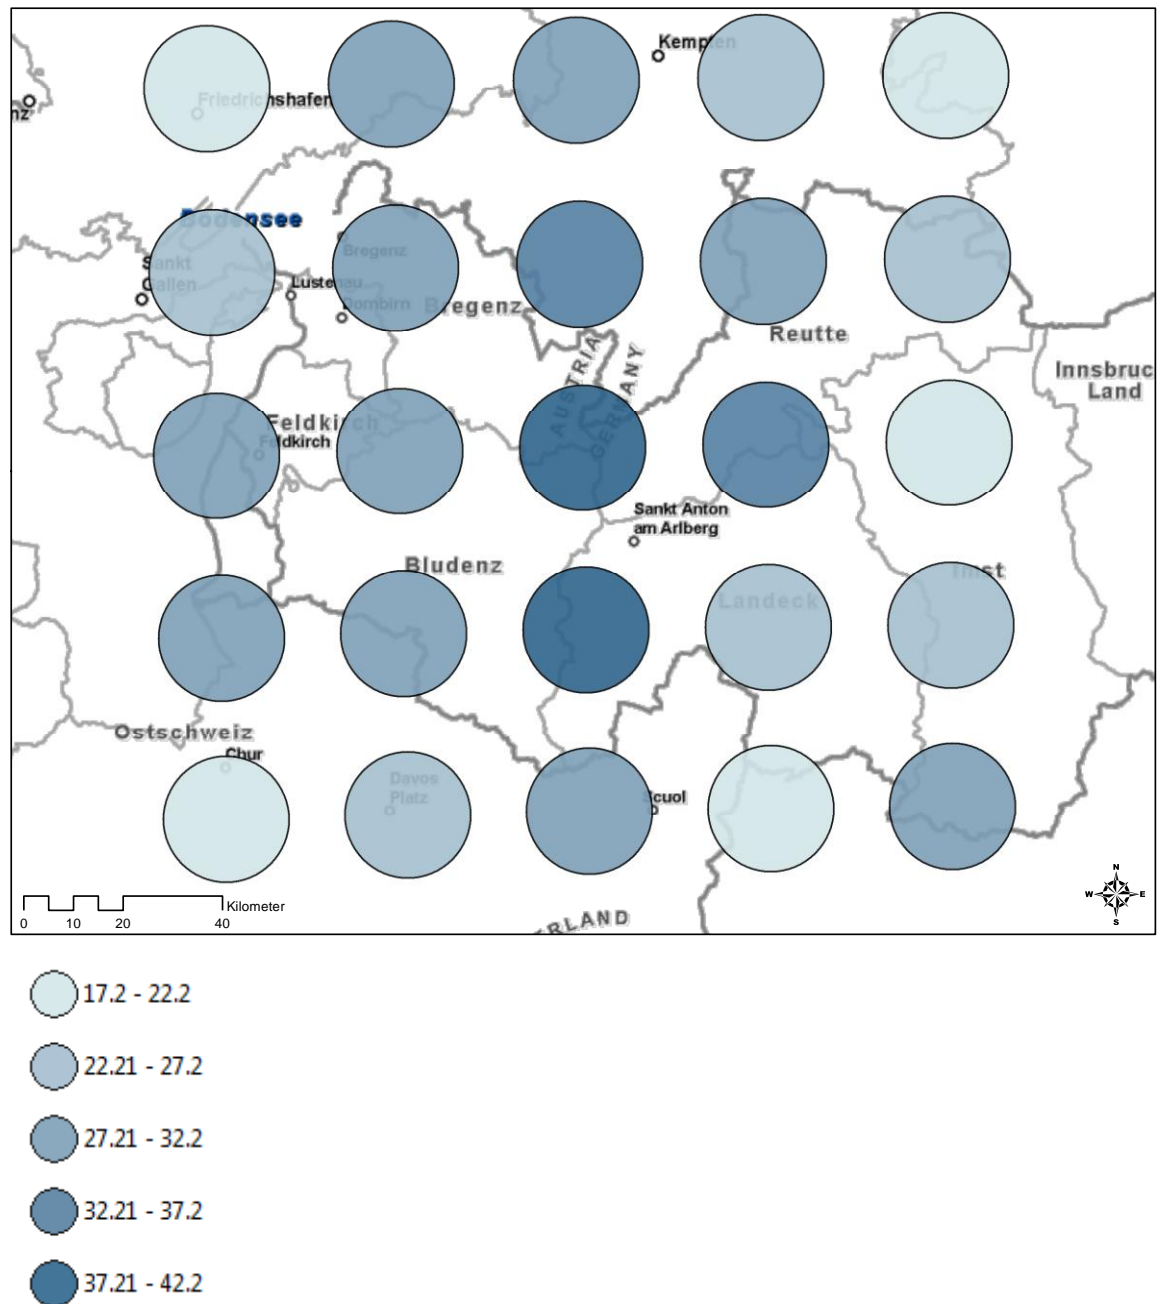 Kempten
Friedrichshafen
nz
Bodensee
Sankt
Gallen
Bregenz
Lustenau
Dornbirn
Bregenz
Reutte
AUSTRIA
GERMANY
Innsbruc
Land
Feldkirch
Feldkirch
Sankt Anton
am Arlberg
Bludenz
Imst
Landeck
Ostschweiz
Chur
Davos
Platz
Scuol
N
W E
S
Kilometer
0 10 20 40
ERLAND
17.2 - 22.2
22.21 - 27.2
27.21 - 32.2
32.21 - 37.2
37.21 - 42.2